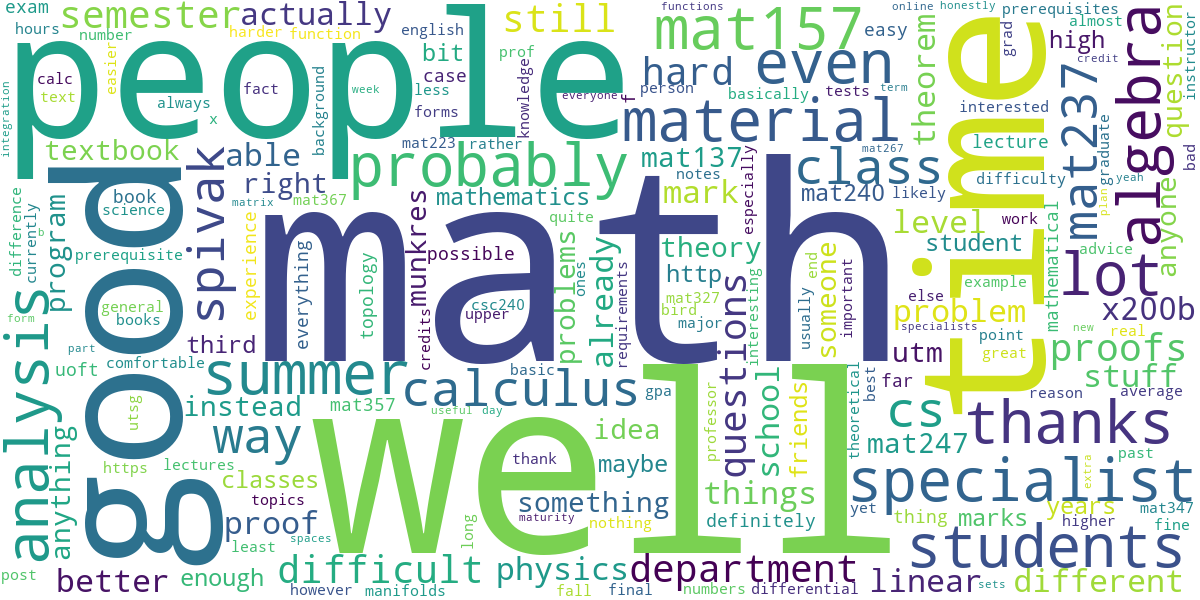 exam
semester
actually
still
functions
mat157
online
honestly
prerequisites
hours
number
cant
easier
harder
function
english
bit
prof
easy
almost
high
people
hard
even
theorem
time
grad
credit
calc
text
fact
case
less
forms
knowledge
everyone
person
basically
tests
term
interested
mat237
algebra
question
instructor
integration
always
x
background
week
f
material
lecture
graduate
bad
textbook
able
right
probably
mat223
rather
mat137
notes
mark
especially
class
mat267
mat240
likely
difficulty
yeah
plan
good
book
science
spivak
matrix
mat367
mathematics
quite
level
work
student
advice
anyone
difference
currently
program
prerequisite
experience
everything
topology
munkres
possible
problems
ones
already
theory
http
mat327
bird
major
interesting
usually
end
someone
important
else
problem
example
mathematical
lot
x200b
br
general
books
math
csc240
upper
requirements
specialists
point
great
new
real
form
part
third
credits
utm
proofs
uoft
comfortable
summer
basic
calculus
gpa
far
best
stuff
reason
average
analysis
utsg
instead
mat357
useful
day
well
professor
questions
school
friends
theoretical
cs
thanks
anything
way
idea
mat247
past
https
lectures
classes
thank
maybe
specialist
extra
topics
something
things
yet
years
mat347
proof
maturity
nothing
definitely
thing
marks
higher
fine
least
spaces
long
students
post
better
enough
difficult
physics
department
linear
sets
different
however
manifolds
fall
final
numbers
differential